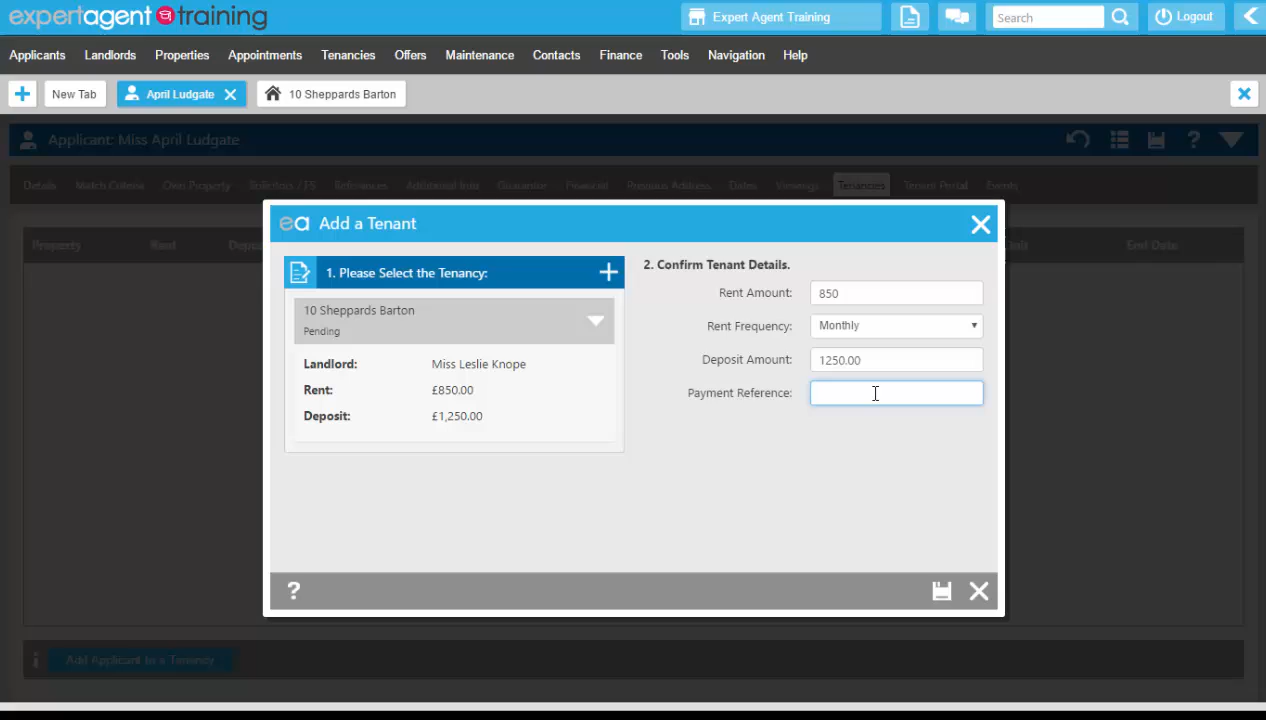 expertagent training
Expert Agent Training
Search
Logout
Applicants Landlords Properties Appointments Tenancies Offers Maintenance Contacts Finance Tools Navigation Help
New Tab April Ludgate 10 Sheppards Barton
Applicant: Miss April Ludgate
Details Match Criteria Own Property Solicitors / FS References Additional Info Guarantor Financial Previous Address Dates Viewings Tenancies Tenant Portal Events
Property Rent End Date
ea Add a Tenant
1. Please Select the Tenancy:
10 Sheppards Barton
Pending
Landlord: Miss Leslie Knope
Rent: £850.00
Deposit: £1,250.00
2. Confirm Tenant Details.
Rent Amount: 850
Rent Frequency: Monthly
Deposit Amount: 1250.00
Payment Reference:
?
Add Applicant to a Tenancy